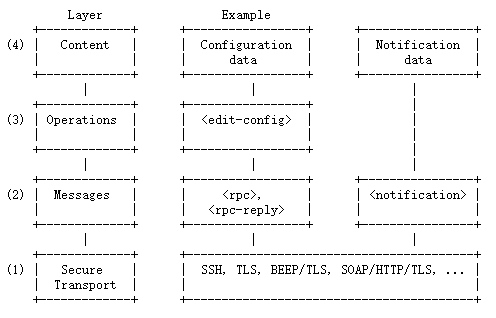 Layer Example
(4) Content Configuration Notification
data data
(3) Operations <edit-config>
(2) Messages <rpc>, <notification>
<rpc-reply>
(1) Secure SSH, TLS, BEEP/TLS, SOAP/HTTP/TLS, ...
Transport